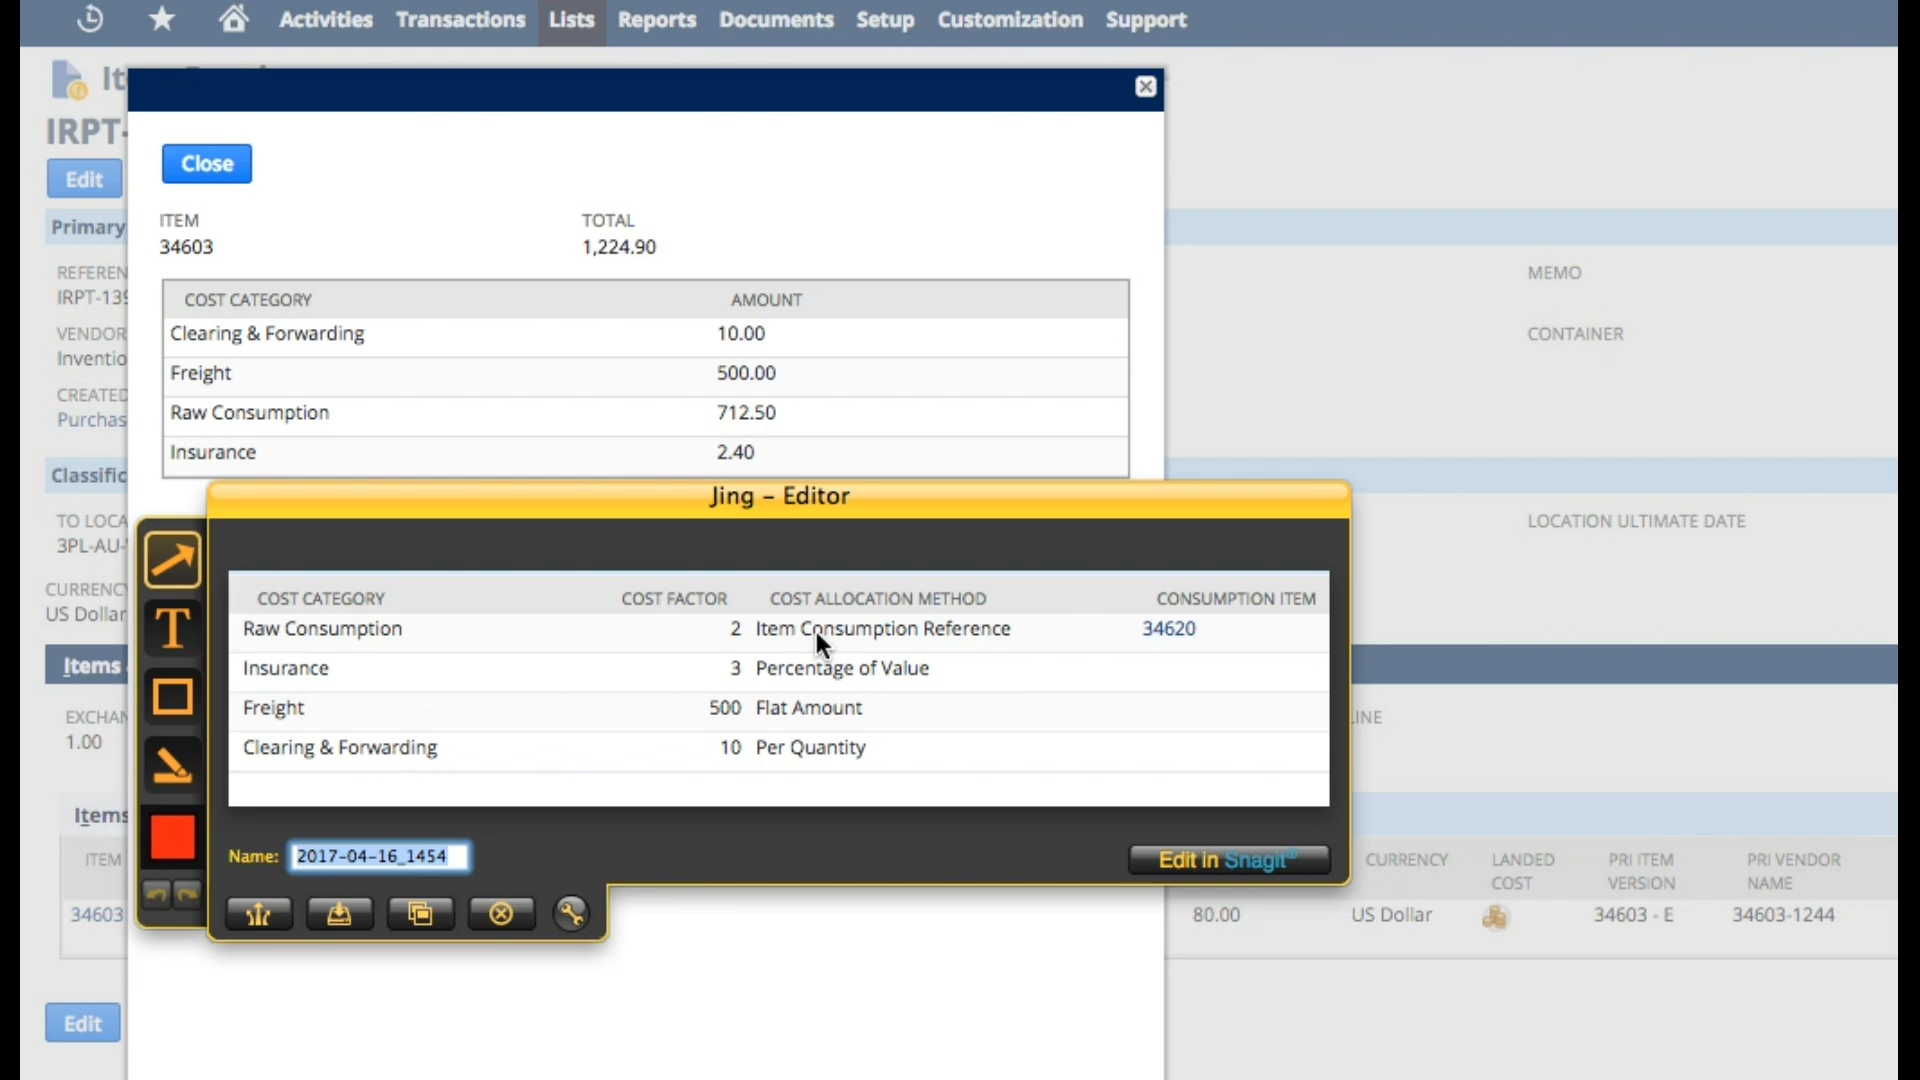 Activities Transactions Lists Reports Documents Setup Customization Support
IRPT-
Edit
Close
Primary
ITEM TOTAL
34603 1,224.90
REFEREN MEMO
IRPT-139
COST CATEGORY AMOUNT
Clearing & Forwarding 10.00
VENDOR CONTAINER
Inventio
Freight 500.00
CREATED
Purchas
Raw Consumption 712.50
Insurance 2.40
Classific
Jing – Editor
TO LOCA LOCATION ULTIMATE DATE
3PL-AU-
CURRENCY
US Dollar
COST CATEGORY COST FACTOR COST ALLOCATION METHOD CONSUMPTION ITEM
Raw Consumption 2 Item Consumption Reference 34620
Insurance 3 Percentage of Value
Items
Freight 500 Flat Amount
EXCHAN LINE
1.00
Clearing & Forwarding 10 Per Quantity
Items
Name: 2017-04-16_1454 Edit in Snagit®
ITEM CURRENCY LANDED COST PRI ITEM VERSION PRI VENDOR NAME
34603 80.00 US Dollar 34603 - E 34603-1244
Edit